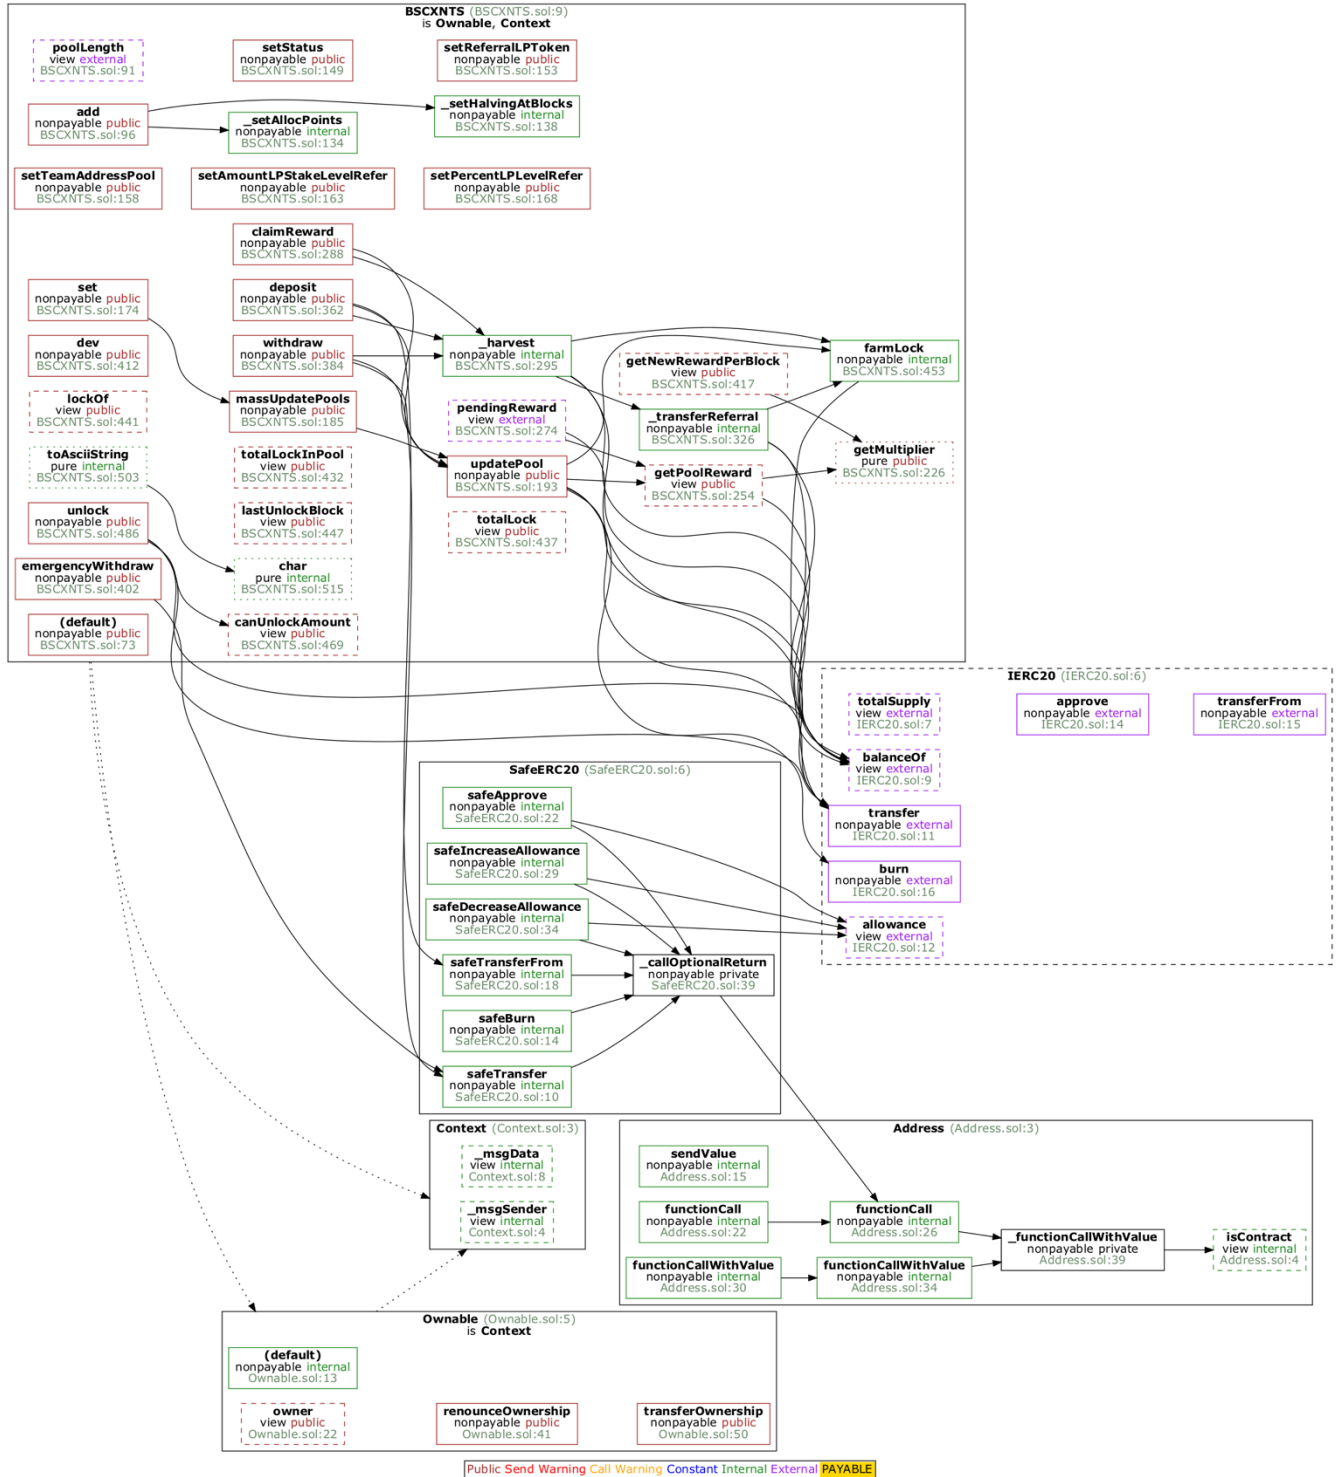 BSCXNTS (BSCXNTS.sol:9)
is Ownable, Context
poolLength
view external
BSCXNTS.sol:91
setStatus
nonpayable public
BSCXNTS.sol:149
setReferralLPToken
nonpayable public
BSCXNTS.sol:153
add
nonpayable public
BSCXNTS.sol:96
_setAllocPoints
nonpayable internal
BSCXNTS.sol:134
_setHalvingAtBlocks
nonpayable internal
BSCXNTS.sol:138
setTeamAddressPool
nonpayable public
BSCXNTS.sol:158
setAmountLPStakeLevelRefer
nonpayable public
BSCXNTS.sol:163
setPercentLPLevelRefer
nonpayable public
BSCXNTS.sol:168
claimReward
nonpayable public
BSCXNTS.sol:288
set
nonpayable public
BSCXNTS.sol:174
deposit
nonpayable public
BSCXNTS.sol:362
dev
nonpayable public
BSCXNTS.sol:412
withdraw
nonpayable public
BSCXNTS.sol:384
_harvest
nonpayable internal
BSCXNTS.sol:295
getNewRewardPerBlock
view public
BSCXNTS.sol:417
farmLock
nonpayable internal
BSCXNTS.sol:453
lockOf
view public
BSCXNTS.sol:441
massUpdatePools
nonpayable public
BSCXNTS.sol:185
pendingReward
view external
BSCXNTS.sol:274
_transferReferral
nonpayable internal
BSCXNTS.sol:326
toAsciiString
pure internal
BSCXNTS.sol:503
totalLockInPool
view public
BSCXNTS.sol:432
updatePool
nonpayable public
BSCXNTS.sol:193
getPoolReward
view public
BSCXNTS.sol:254
getMultiplier
pure public
BSCXNTS.sol:226
unlock
nonpayable public
BSCXNTS.sol:486
lastUnlockBlock
view public
BSCXNTS.sol:447
totalLock
view public
BSCXNTS.sol:437
emergencyWithdraw
nonpayable public
BSCXNTS.sol:402
char
pure internal
BSCXNTS.sol:515
(default)
nonpayable public
BSCXNTS.sol:73
canUnlockAmount
view public
BSCXNTS.sol:469
IERC20 (IERC20.sol:6)
totalSupply
view external
IERC20.sol:7
approve
nonpayable external
IERC20.sol:14
transferFrom
nonpayable external
IERC20.sol:15
balanceOf
view external
IERC20.sol:9
transfer
nonpayable external
IERC20.sol:11
burn
nonpayable external
IERC20.sol:16
allowance
view external
IERC20.sol:12
SafeERC20 (SafeERC20.sol:6)
safeApprove
nonpayable internal
SafeERC20.sol:22
safeIncreaseAllowance
nonpayable internal
SafeERC20.sol:29
safeDecreaseAllowance
nonpayable internal
SafeERC20.sol:34
safeTransferFrom
nonpayable internal
SafeERC20.sol:18
_callOptionalReturn
nonpayable private
SafeERC20.sol:39
safeBurn
nonpayable internal
SafeERC20.sol:14
safeTransfer
nonpayable internal
SafeERC20.sol:10
Context (Context.sol:3)
_msgData
view internal
Context.sol:8
_msgSender
view internal
Context.sol:4
Address (Address.sol:3)
sendValue
nonpayable internal
Address.sol:15
functionCall
nonpayable internal
Address.sol:22
functionCall
nonpayable internal
Address.sol:26
_functionCallWithValue
nonpayable private
Address.sol:39
isContract
view internal
Address.sol:4
functionCallWithValue
nonpayable internal
Address.sol:30
functionCallWithValue
nonpayable internal
Address.sol:34
Ownable (Ownable.sol:5)
is Context
(default)
nonpayable internal
Ownable.sol:13
owner
view public
Ownable.sol:22
renounceOwnership
nonpayable public
Ownable.sol:41
transferOwnership
nonpayable public
Ownable.sol:50
Public Send Warning Call Warning Constant Internal External PAYABLE